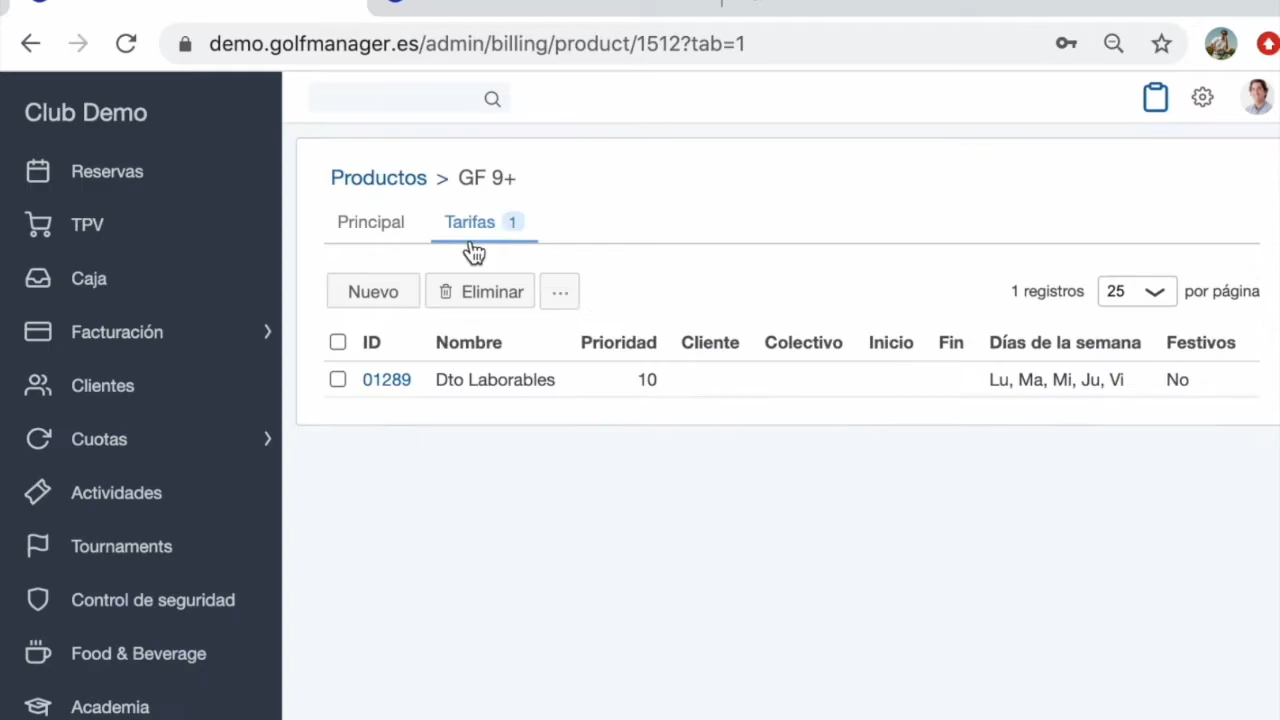 demo.golfmanager.es/admin/billing/product/1512?tab=1
Club Demo
Reservas
TPV
Caja
Facturación
Clientes
Cuotas
Actividades
Tournaments
Control de seguridad
Food & Beverage
Academia
Productos > GF 9+
Principal Tarifas 1
Nuevo Eliminar ... 1 registros 25 por página
ID Nombre Prioridad Cliente Colectivo Inicio Fin Días de la semana Festivos
01289 Dto Laborables 10 Lu, Ma, Mi, Ju, Vi No